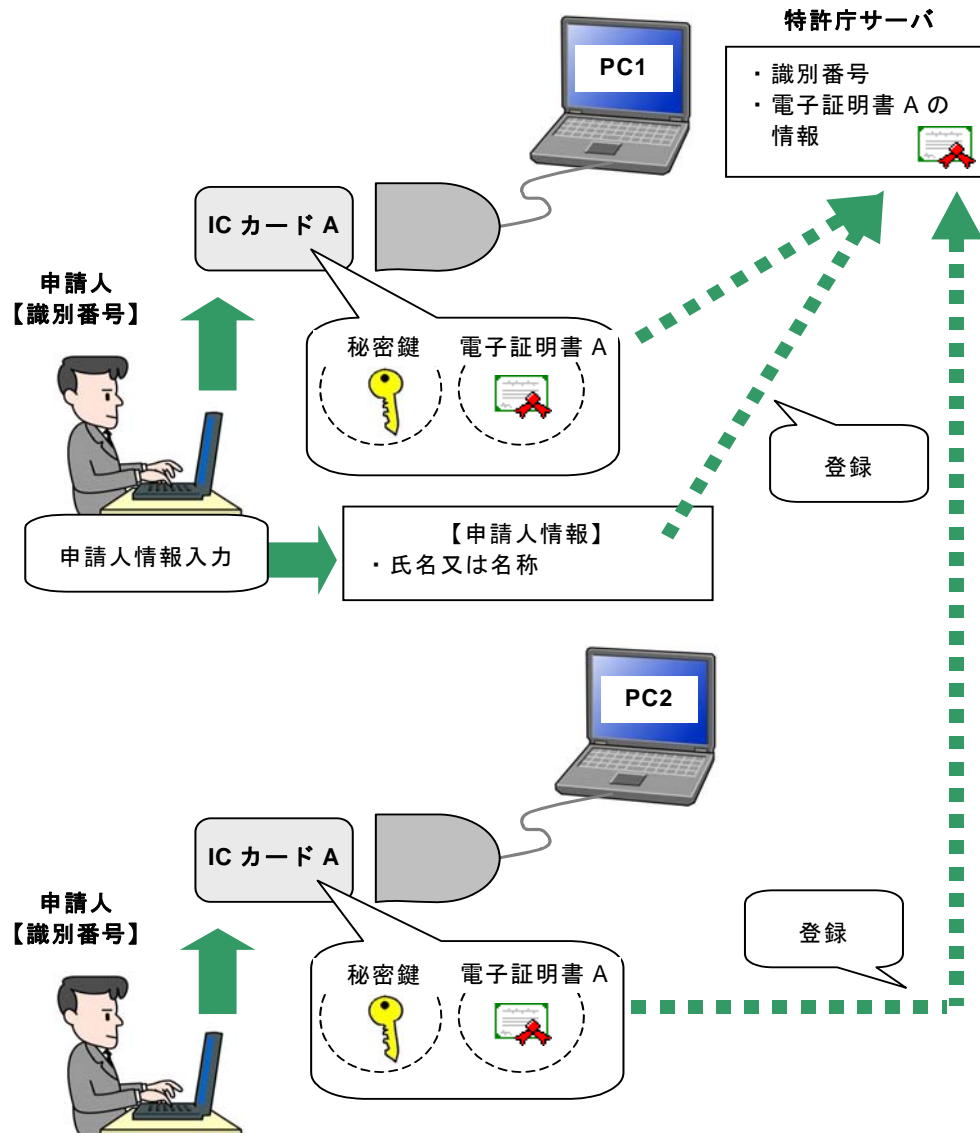 特許庁サーバ
PC1
・識別番号
・電子証明書 A の
情報
IC カード A
申請人
【識別番号】
秘密鍵
電子証明書 A
登録
申請人情報入力
【申請人情報】
・氏名又は名称
PC2
IC カード A
申請人
【識別番号】
登録
秘密鍵
電子証明書 A